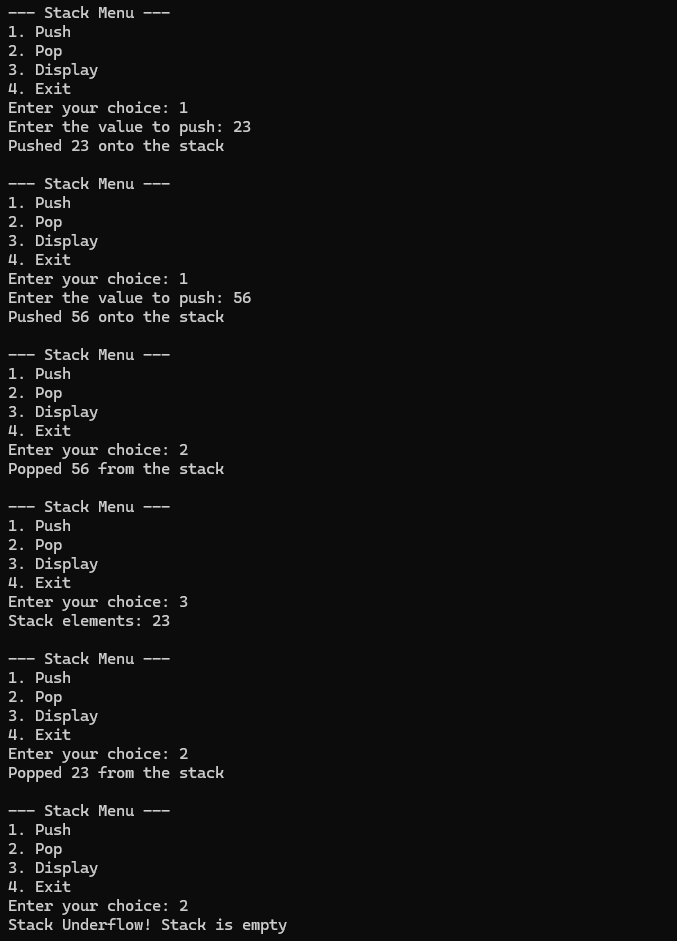 --- Stack Menu ---
1. Push
2. Pop
3. Display
4. Exit
Enter your choice: 1
Enter the value to push: 23
Pushed 23 onto the stack
--- Stack Menu ---
1. Push
2. Pop
3. Display
4. Exit
Enter your choice: 1
Enter the value to push: 56
Pushed 56 onto the stack
--- Stack Menu ---
1. Push
2. Pop
3. Display
4. Exit
Enter your choice: 2
Popped 56 from the stack
--- Stack Menu ---
1. Push
2. Pop
3. Display
4. Exit
Enter your choice: 3
Stack elements: 23
--- Stack Menu ---
1. Push
2. Pop
3. Display
4. Exit
Enter your choice: 2
Popped 23 from the stack
--- Stack Menu ---
1. Push
2. Pop
3. Display
4. Exit
Enter your choice: 2
Stack Underflow! Stack is empty